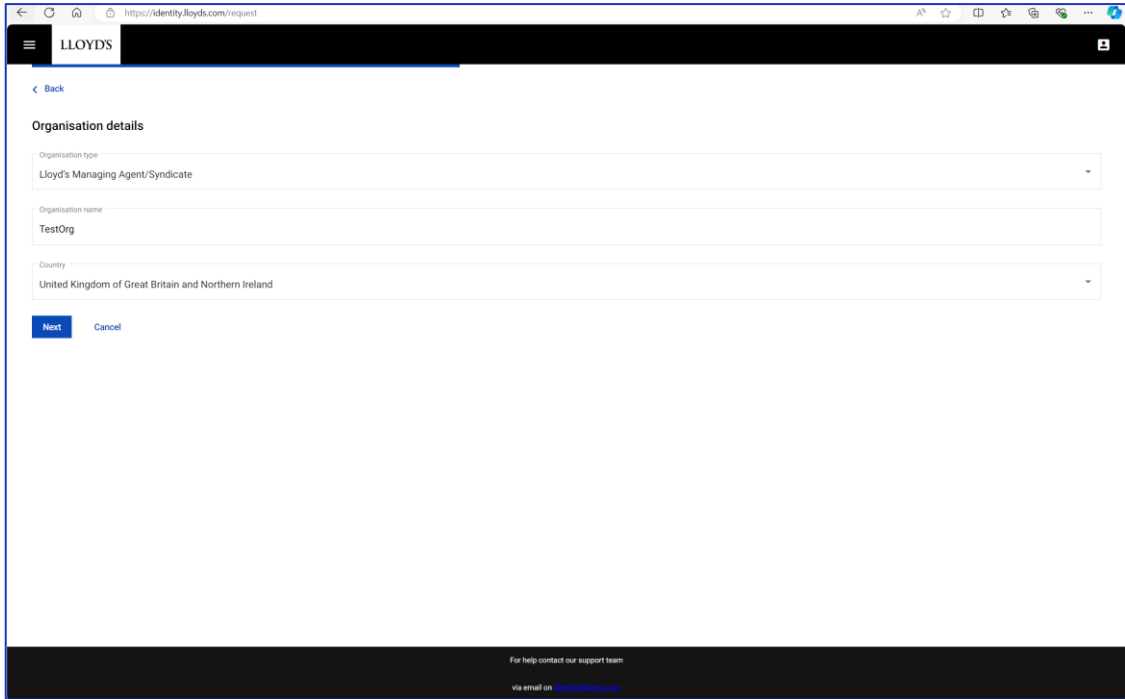 https://identity.lloyds.com/request
LLOYD'S
Back
Organisation details
Organisation type
Lloyd's Managing Agent/Syndicate
Organisation name
TestOrg
Country
United Kingdom of Great Britain and Northern Ireland
Next
Cancel
For help contact our support team
via email on